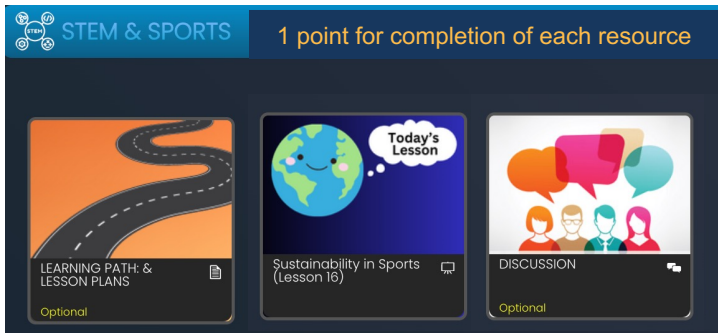 STEM
STEM & SPORTS
1 point for completion of each resource
Today's
Lesson
LEARNING PATH: &
LESSON PLANS
Optional
Sustainability in Sports
(Lesson 16)
DISCUSSION
Optional